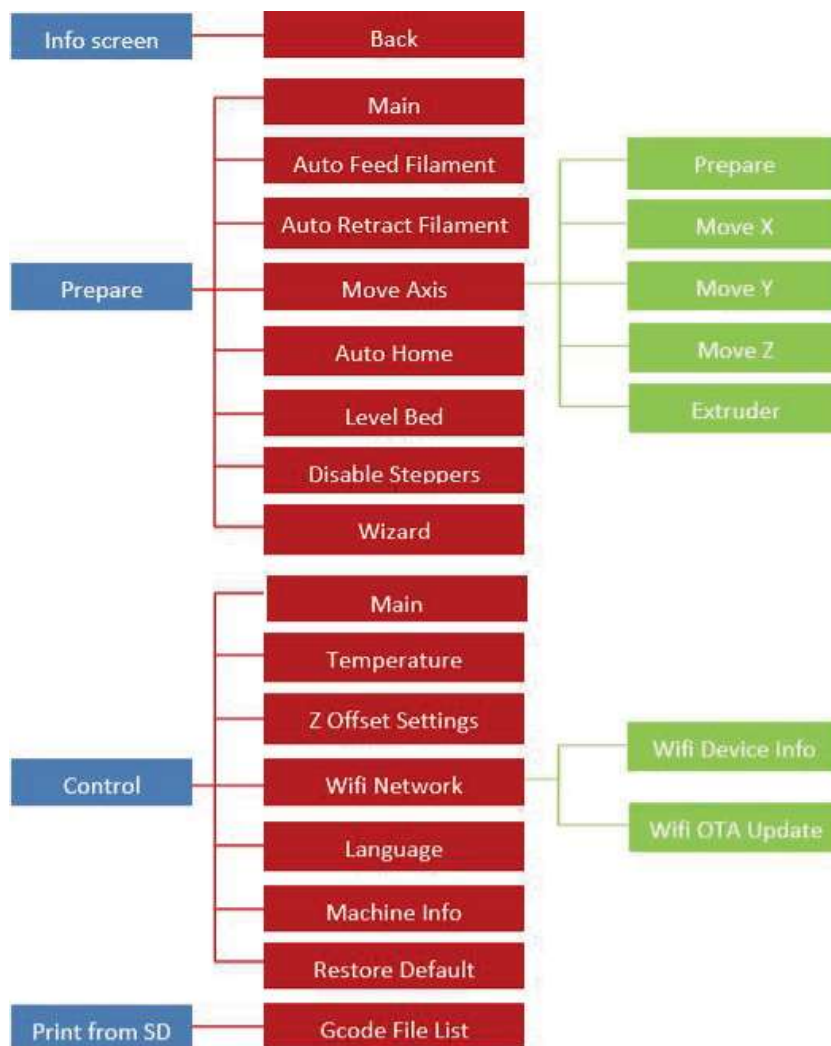 Info screen
Back
Prepare
Main
Auto Feed Filament
Auto Retract Filament
Move Axis
Prepare
Move X
Move Y
Move Z
Extruder
Auto Home
Level Bed
Disable Steppers
Wizard
Control
Main
Temperature
Z Offset Settings
Wifi Network
Wifi Device Info
Wifi OTA Update
Language
Machine Info
Restore Default
Print from SD
Gcode File List